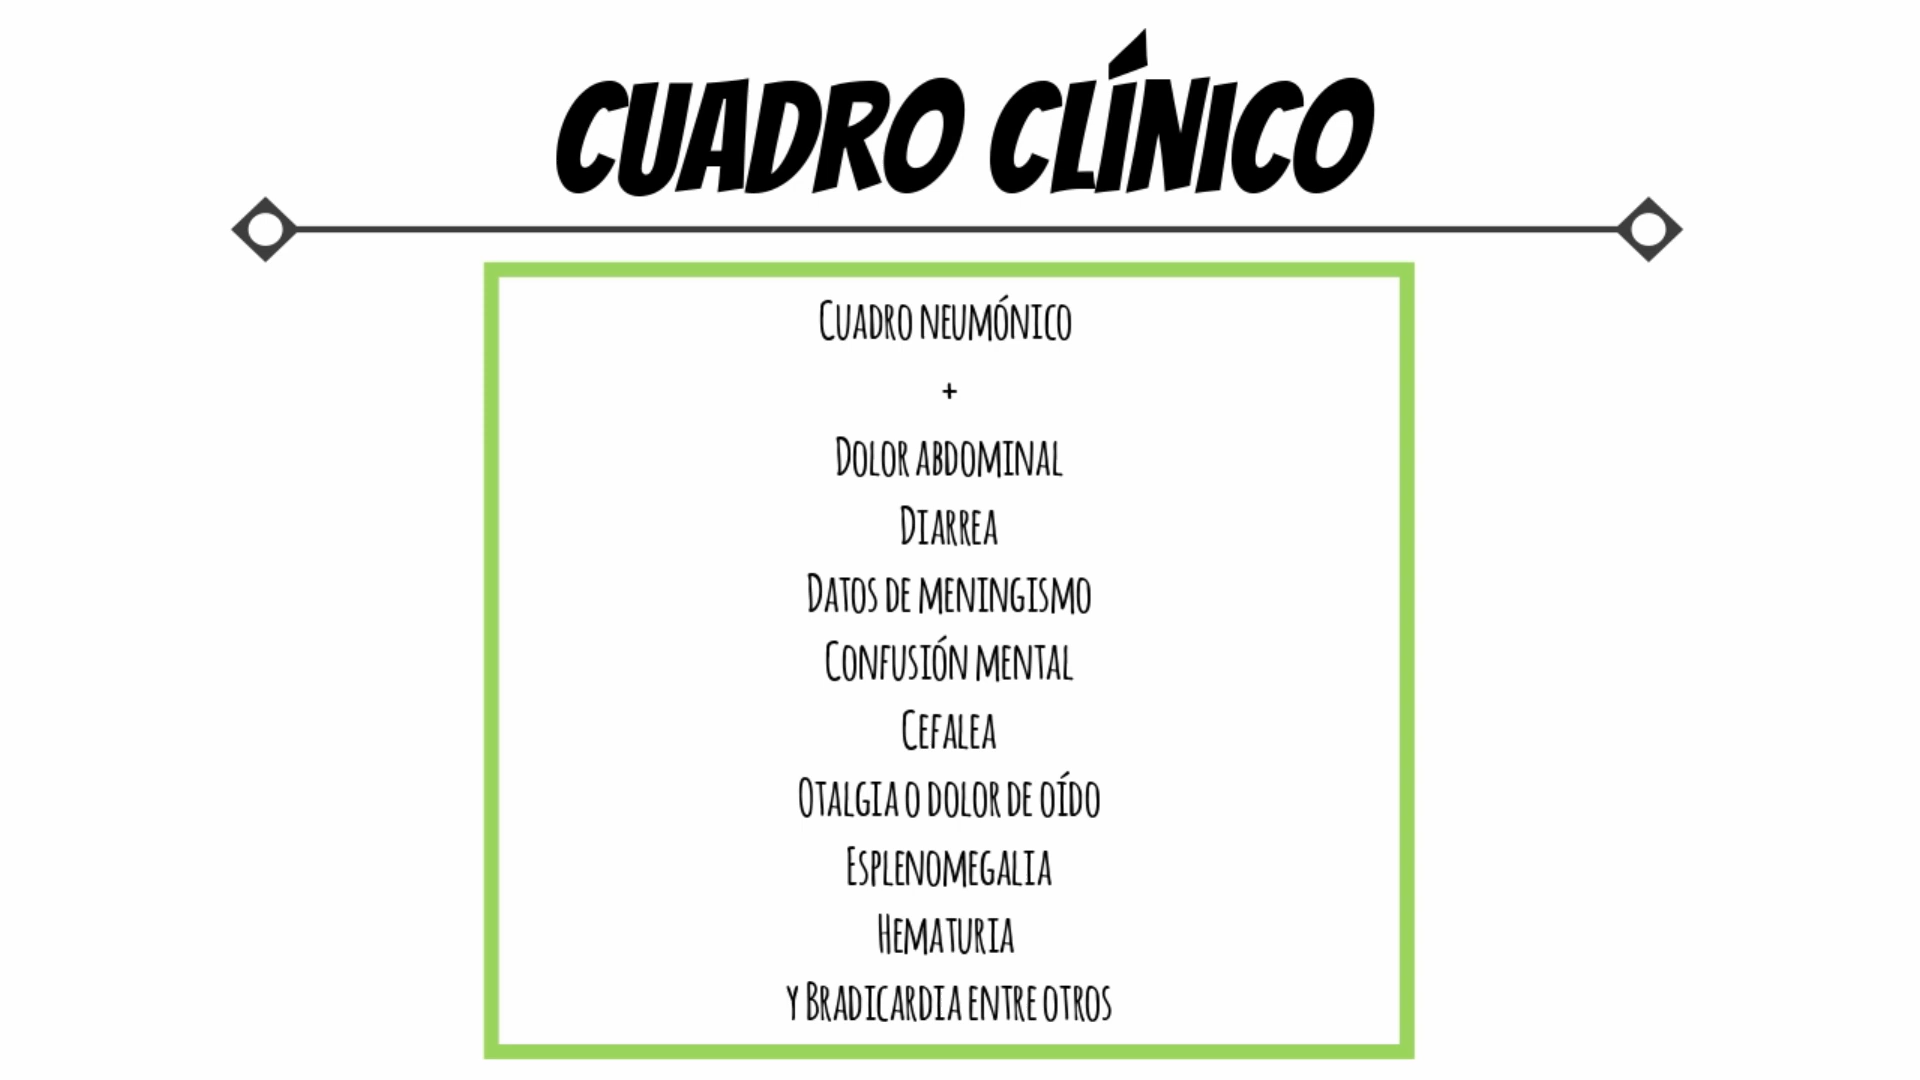 CUADRO CLÍNICO
Cuadro neumónico
+
Dolor abdominal
Diarrea
Datos de meningismo
Confusión mental
Cefalea
Otalgia o dolor de oído
Esplenomegalia
Hematuria
y Bradicardia entre otros